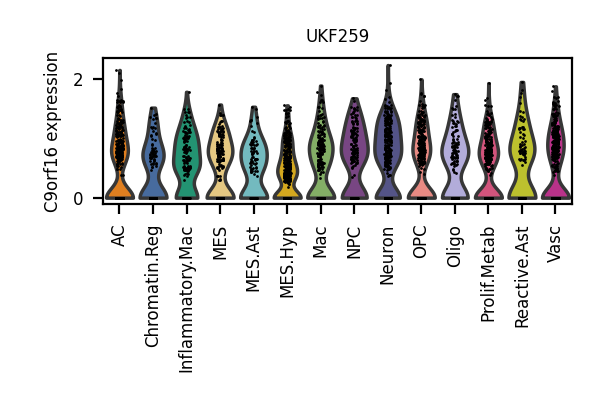 UKF259
C9orf16 expression
2
0
AC
Chromatin.Reg
Inflammatory.Mac
MES
MES.Ast
MES.Hyp
Mac
NPC
Neuron
OPC
Oligo
Prolif.Metab
Reactive.Ast
Vasc